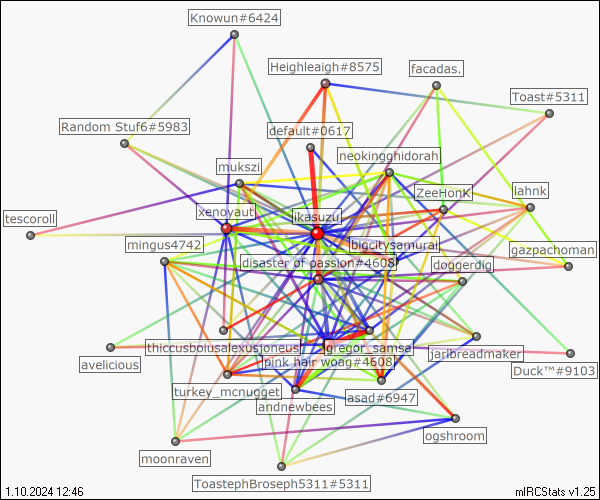 Knowun#6424
Heighleaigh#8575
facadas.
Toast#5311
Random Stuf6#5983
default#0617
neokingghidorah
mukszi
ZeeHonK
lahnk
tescoroll
xenoyaut
ikasuzu
mingus4742
bigcitysamurai
gazpachoman
disaster of passion#4608
doggerdig
thiccusboiusalexusjoneus
gregor_samsa
jarlbreadmaker
avelicious
pink hair woag#4608
Duck™#9103
turkey_mcnugget
asad#6947
andnewbees
ogshroom
moonraven
ToastephBroseph5311#5311
1.10.2024 12:46
mIRCStats v1.25